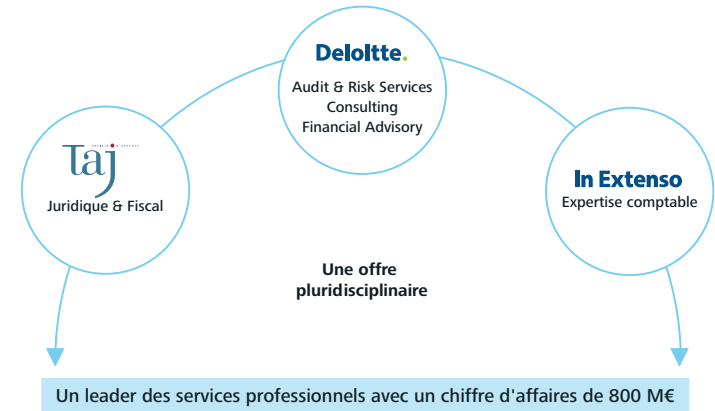 Deloitte.
Audit & Risk Services
Consulting
Financial Advisory
Taj
Juridique & Fiscal
In Extenso
Expertise comptable
Une offre
pluridisciplinaire
Un leader des services professionnels avec un chiffre d'affaires de 800 M€